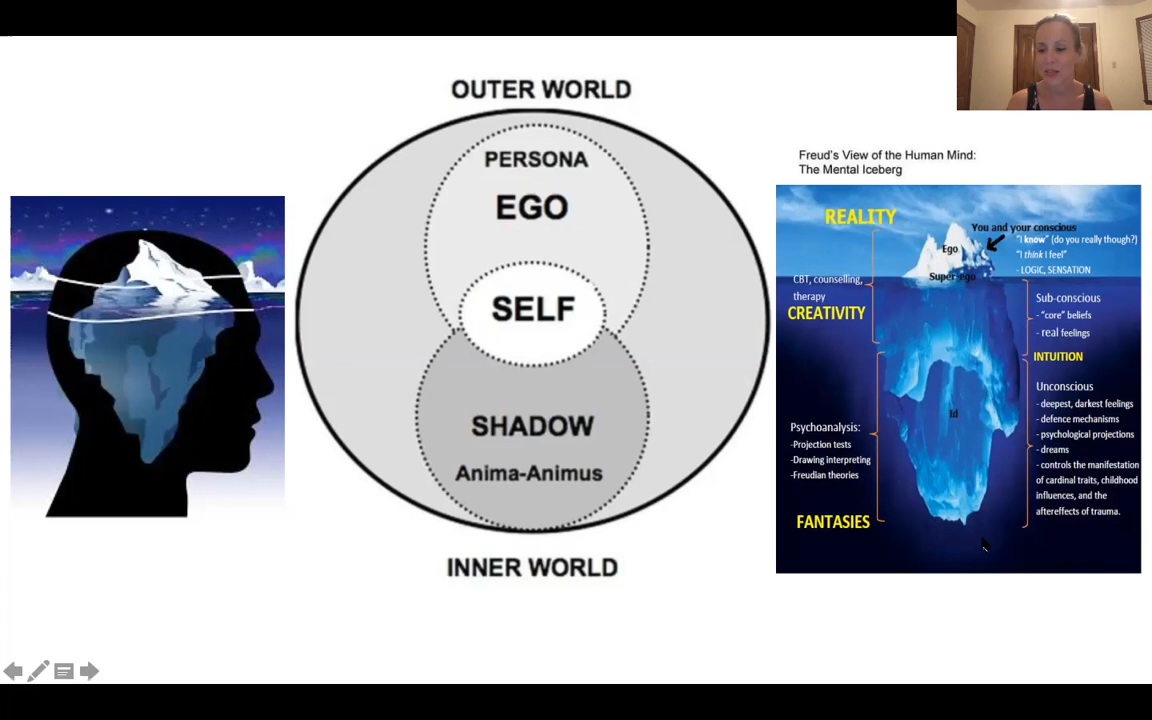 OUTER WORLD
PERSONA
EGO
SELF
SHADOW
Anima-Animus
INNER WORLD
Freud's View of the Human Mind:
The Mental Iceberg
REALITY
You and your conscious
Ego
"I know" (do you really though?)
"I think I feel"
- LOGIC, SENSATION
Super-ego
CBT, counselling,
therapy
CREATIVITY
Sub-conscious
- "core" beliefs
- real feelings
INTUITION
Id
Psychoanalysis:
-Projection tests
-Drawing interpreting
-Freudian theories
FANTASIES
Unconscious
- deepest, darkest feelings
- defence mechanisms
- psychological projections
- dreams
- controls the manifestation
of cardinal traits, childhood
influences, and the
aftereffects of trauma.